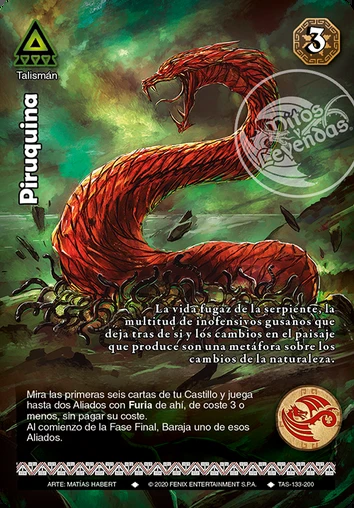 3
Talismán
Mitos y
Leyendas
Piruquina
La vida fugaz de la serpiente, la
multitud de inofensivos gusanos que
deja tras de sí y los cambios en el paisaje
que produce son una metáfora sobre los
cambios de la naturaleza.
Mira las primeras seis cartas de tu Castillo y juega
hasta dos Aliados con Furia de ahí, de coste 3 o
menos, sin pagar su coste.
Al comienzo de la Fase Final, Baraja uno de esos
Aliados.
ARTE: MATÍAS HABERT ◆ © 2020 FENIX ENTERTAINMENT S.P.A. ◆ TAS-133-200